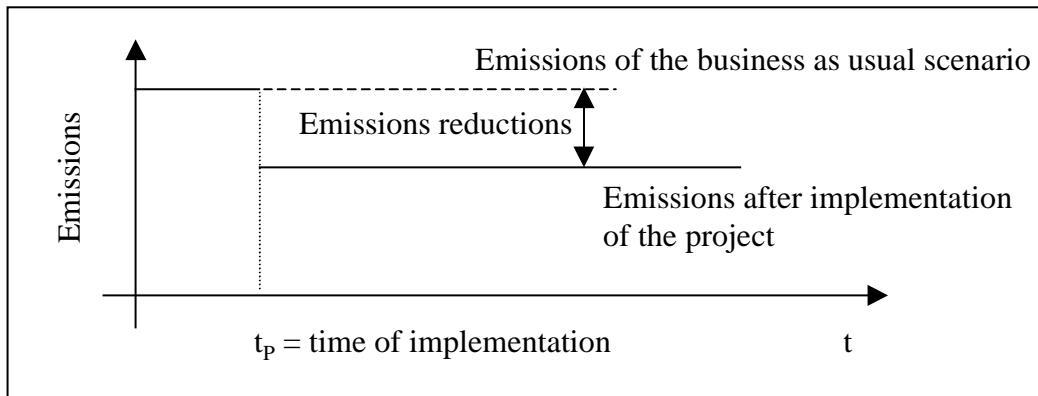 Emissions of the business as usual scenario
Emissions reductions
Emissions
Emissions after implementation
of the project
tP = time of implementation
t